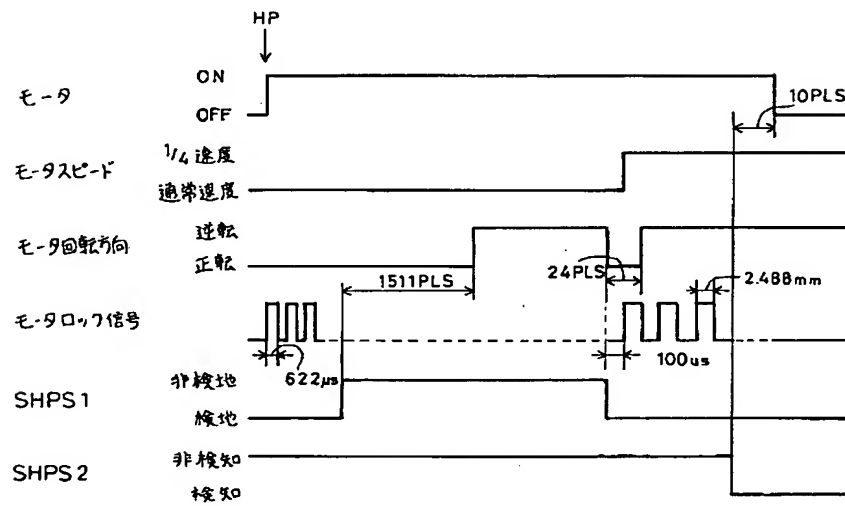 HP
モータ
ON
OFF
10PLS
モータスピード
1/4 速度
通常速度
モータ回転方向
逆転
正転
1511PLS
24PLS
2.488mm
モータロック信号
622μs
100us
SHPS1
非検地
検地
SHPS2
非検知
検知